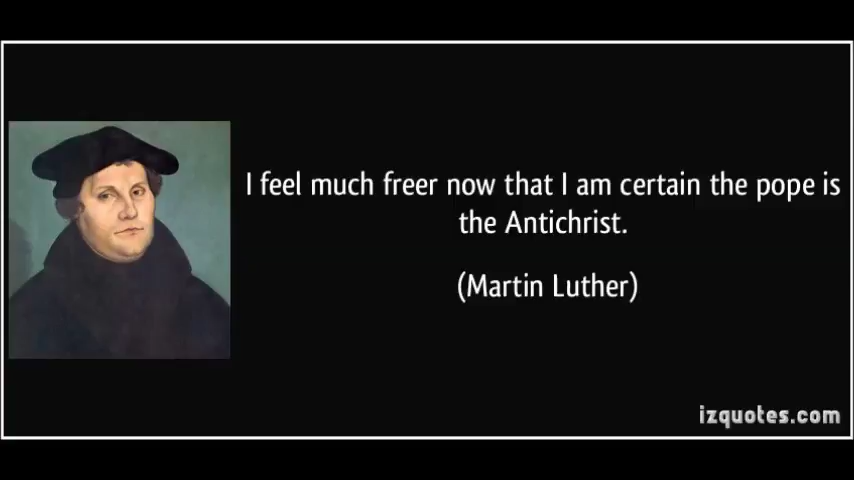 I feel much freer now that I am certain the pope is
the Antichrist.
(Martin Luther)
izquotes.com